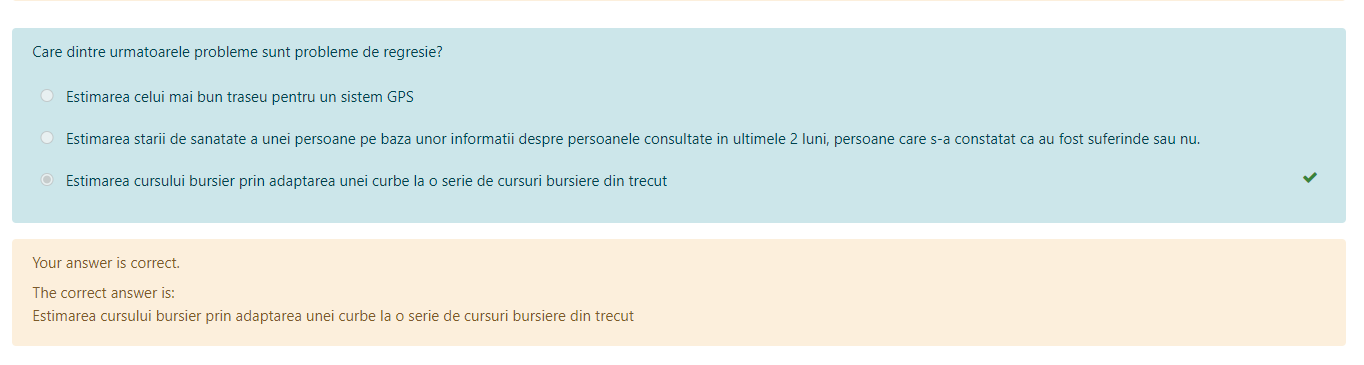 Care dintre urmatoarele probleme sunt probleme de regresie?
Estimarea celui mai bun traseu pentru un sistem GPS
Estimarea starii de sanatate a unei persoane pe baza unor informatii despre persoanele consultate in ultimele 2 luni, persoane care s-a constatat ca au fost suferinde sau nu.
Estimarea cursului bursier prin adaptarea unei curbe la o serie de cursuri bursiere din trecut
Your answer is correct.
The correct answer is:
Estimarea cursului bursier prin adaptarea unei curbe la o serie de cursuri bursiere din trecut